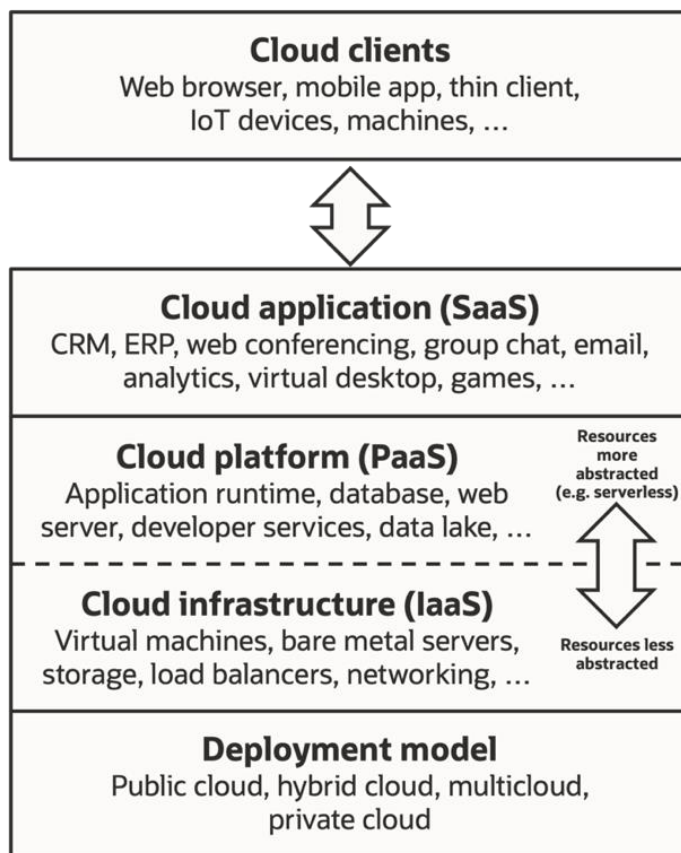 Cloud clients
Web browser, mobile app, thin client,
IoT devices, machines, ...
Cloud application (SaaS)
CRM, ERP, web conferencing, group chat, email,
analytics, virtual desktop, games, ...
Cloud platform (PaaS)
Application runtime, database, web
server, developer services, data lake, ...
Resources
more
abstracted
(e.g. serverless)
Cloud infrastructure (IaaS)
Virtual machines, bare metal servers,
storage, load balancers, networking, ...
Resources less
abstracted
Deployment model
Public cloud, hybrid cloud, multicloud,
private cloud